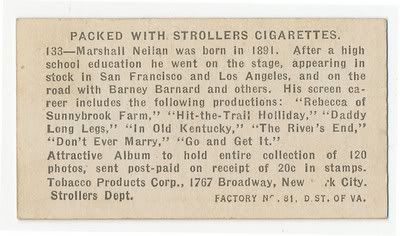 PACKED WITH STROLLERS CIGARETTES.
133—Marshall Neilan was born in 1891. After a high
school education he went on the stage, appearing in
stock in San Francisco and Los Angeles, and on the
road with Barney Barnard and others. His screen ca-
reer includes the following productions: "Rebecca of
Sunnybrook Farm," "Hit-the-Trail Holliday," "Daddy
Long Legs," "In Old Kentucky," "The River's End,"
"Don't Ever Marry," "Go and Get It."
Attractive Album to hold entire collection of 120
photos, sent post-paid on receipt of 20c in stamps.
Tobacco Products Corp., 1767 Broadway, New City.
Strollers Dept. FACTORY No. 81, D. ST. OF VA.